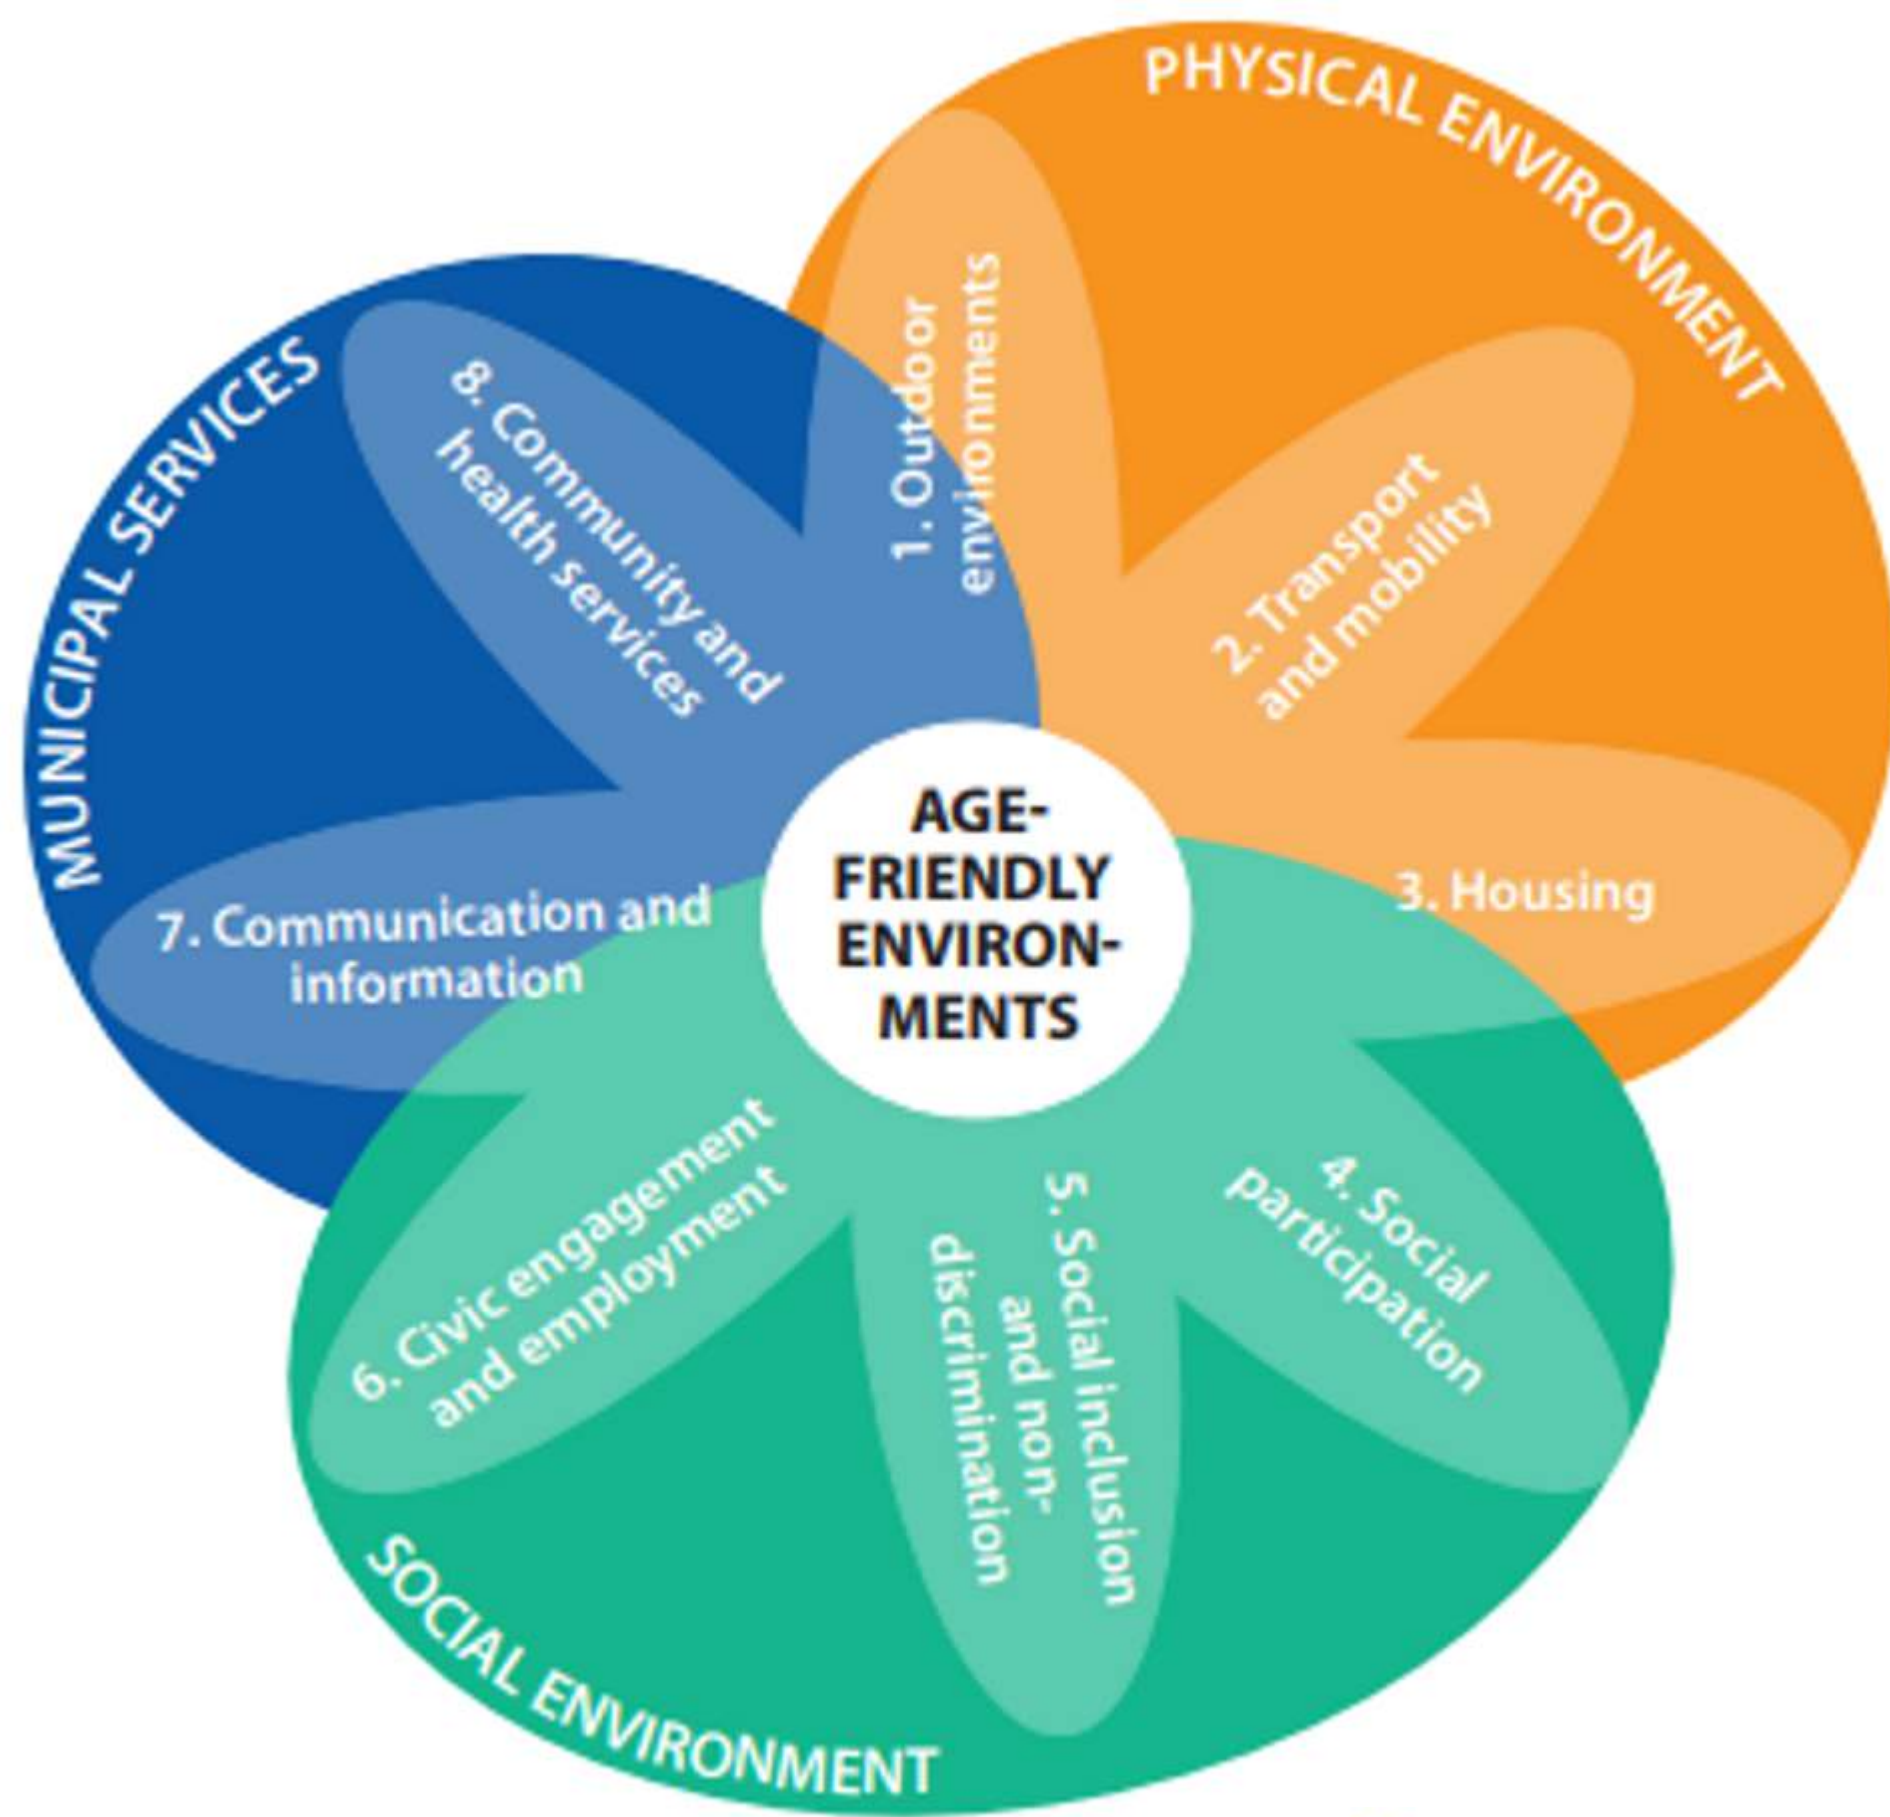 PHYSICAL ENVIRONMENT
1. Outdoor
environments
2. Transport
and mobility
3. Housing
SOCIAL ENVIRONMENT
4. Social
participation
5. Social inclusion
and non-
discrimination
6. Civic engagement
and employment
MUNICIPAL SERVICES
7. Communication and
information
8. Community and
health services
AGE-
FRIENDLY
ENVIRON-
MENTS